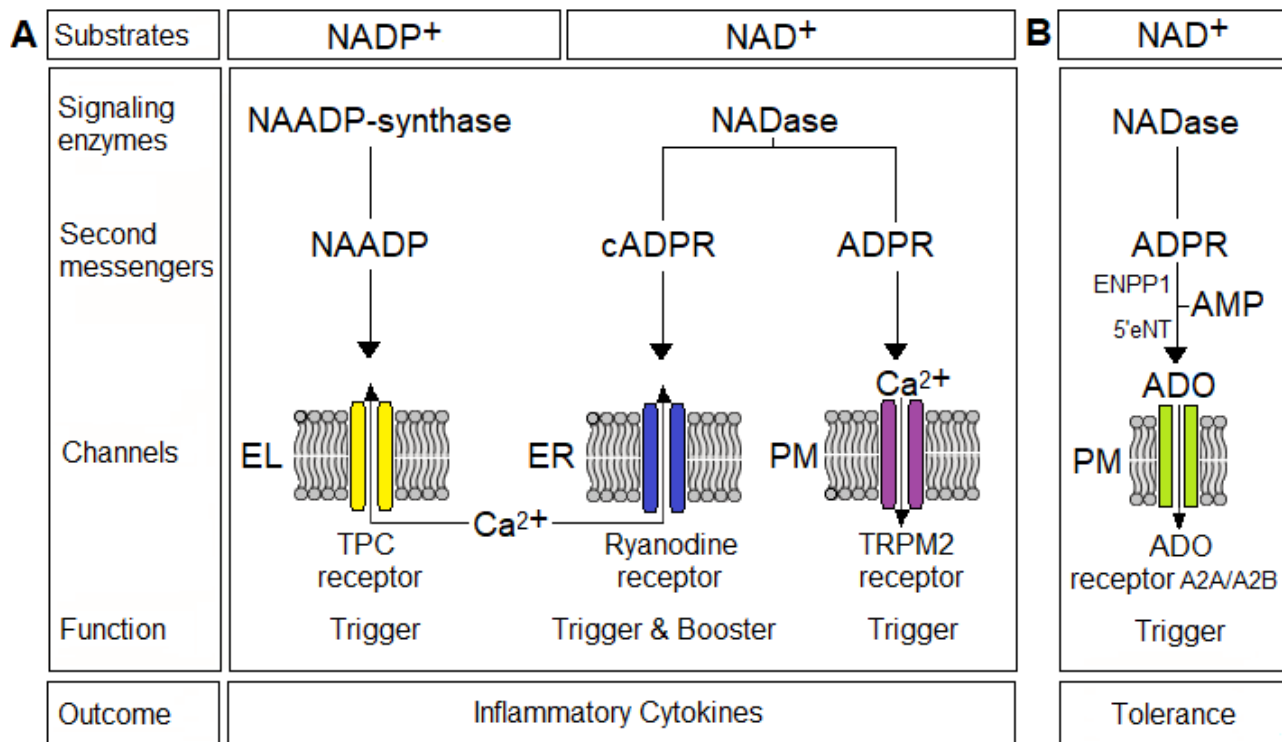 A
Substrates
NADP+
NAD+
B
NAD+
Signaling
enzymes
NAADP-synthase
NADase
NADase
Second
messengers
NAADP
cADPR
ADPR
ADPR
ENPP1
AMP
5'eNT
Ca2+
ADO
Channels
EL
ER
PM
PM
Ca2+
TPC
receptor
Ryanodine
receptor
TRPM2
receptor
ADO
receptor A2A/A2B
Function
Trigger
Trigger & Booster
Trigger
Trigger
Outcome
Inflammatory Cytokines
Tolerance